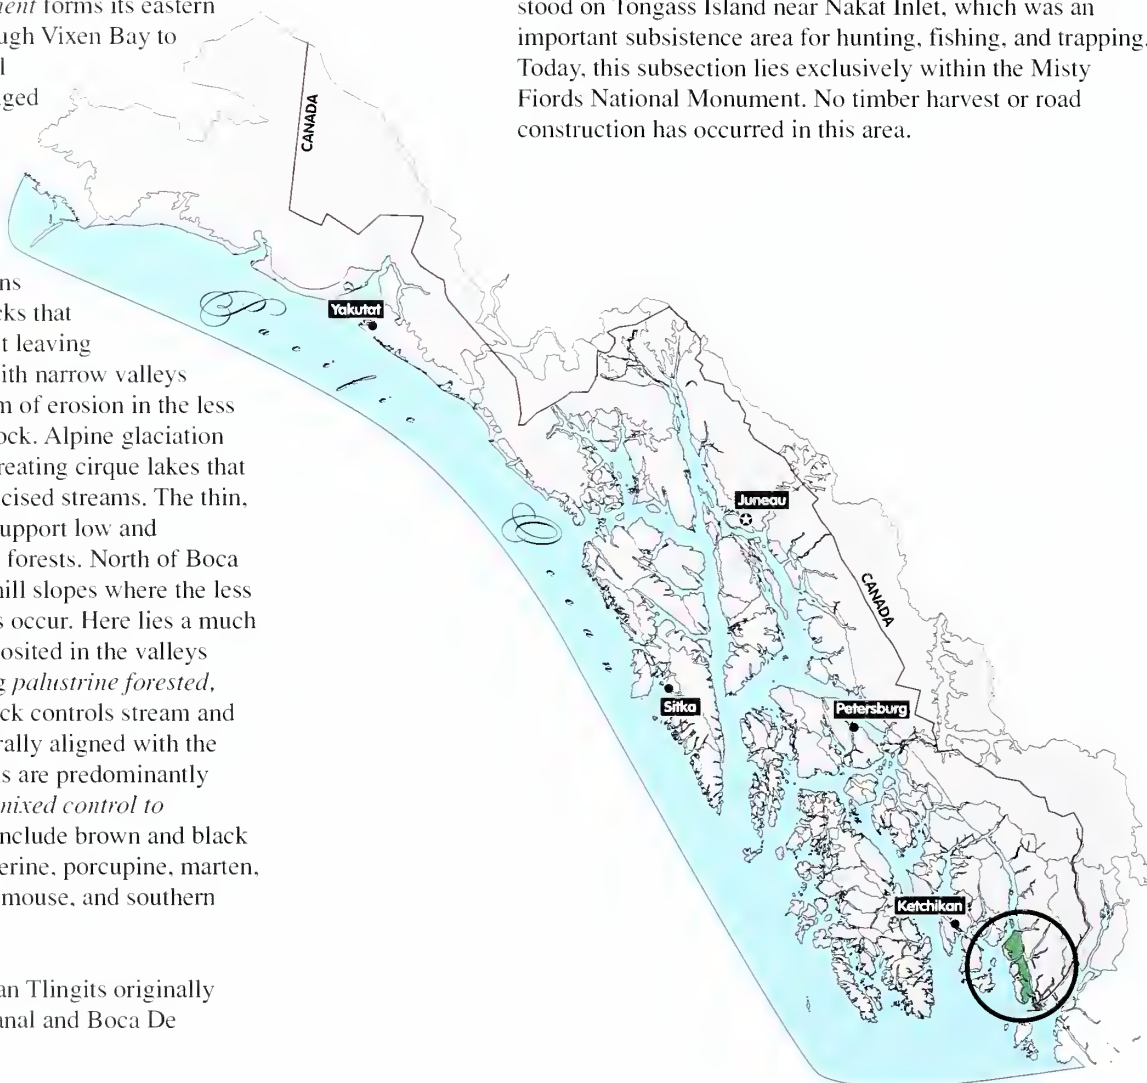 ent forms its eastern
ugh Vixen Bay to
l
ged
ns
cks that
t leaving
ith narrow valleys
m of erosion in the less
ock. Alpine glaciation
reating cirque lakes that
cised streams. The thin,
upport low and
forests. North of Boca
hill slopes where the less
s occur. Here lies a much
osited in the valleys
g palustrine forested,
ck controls stream and
rally aligned with the
s are predominantly
mixed control to
nclude brown and black
erine, porcupine, marten,
mouse, and southern
an Tlingits originally
anal and Boca De
stood on Tongass Island near Nakat Inlet, which was an
important subsistence area for hunting, fishing, and trapping.
Today, this subsection lies exclusively within the Misty
Fiords National Monument. No timber harvest or road
construction has occurred in this area.
CANADA
Yakutat
Pacific
Ocean
Juneau
CANADA
Sitka
Petersburg
Ketchikan